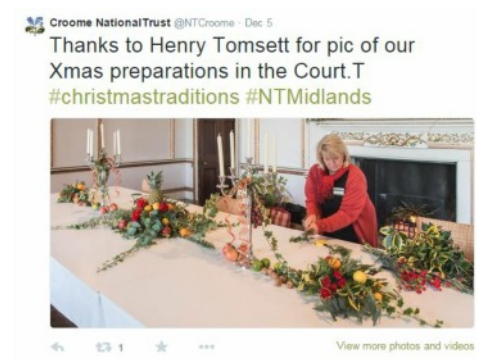 Croome NationalTrust @NTCroome · Dec 5
Thanks to Henry Tomsett for pic of our
Xmas preparations in the Court.T
#christmastraditions #NTMidlands
1
View more photos and videos